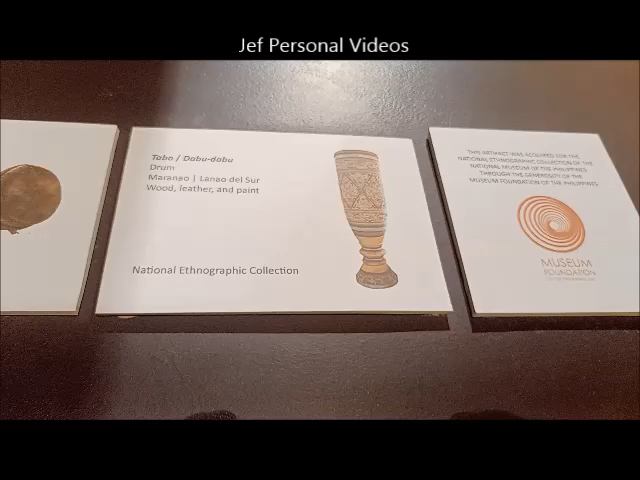 Jef Personal Videos
Tabo / Dabu-dabu
Drum
Maranao | Lanao del Sur
Wood, leather, and paint
National Ethnographic Collection
THIS ARTIFACT WAS ACQUIRED FOR THE
NATIONAL ETHNOGRAPHIC COLLECTION OF THE
NATIONAL MUSEUM OF THE PHILIPPINES
THROUGH THE GENEROSITY OF THE
MUSEUM FOUNDATION OF THE PHILIPPINES
MUSEUM
FOUNDATION